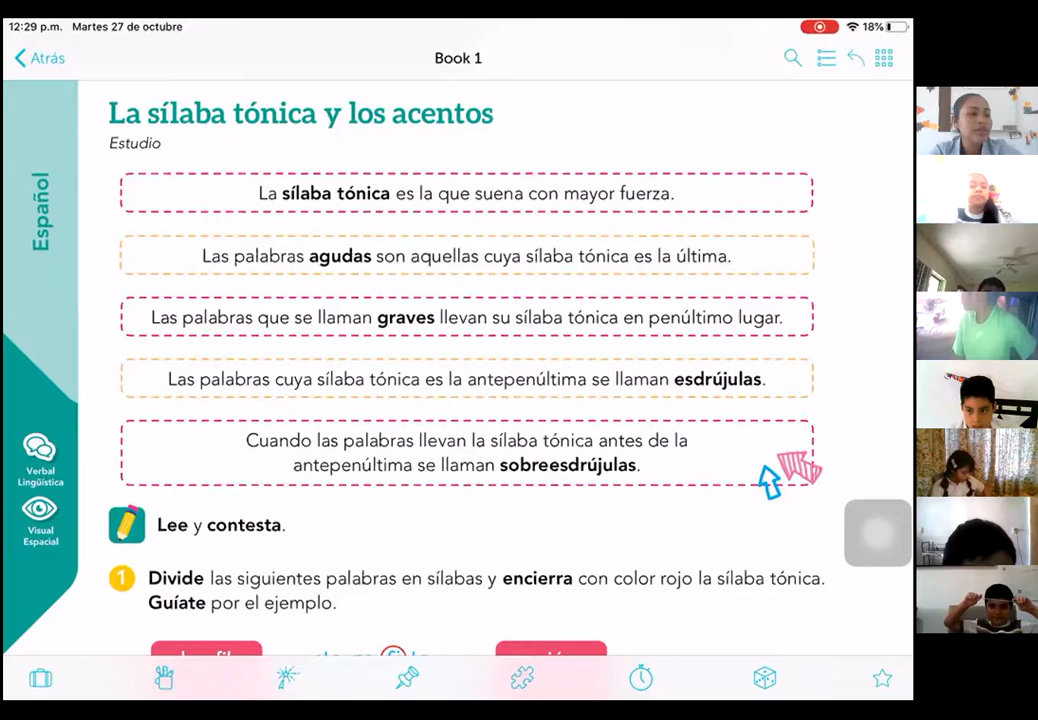 12:29 p.m. Martes 27 de octubre
18%
Atrás
Book 1
La sílaba tónica y los acentos
Estudio
Español
La sílaba tónica es la que suena con mayor fuerza.
Las palabras agudas son aquellas cuya sílaba tónica es la última.
Las palabras que se llaman graves llevan su sílaba tónica en penúltimo lugar.
Las palabras cuya sílaba tónica es la antepenúltima se llaman esdrújulas.
Cuando las palabras llevan la sílaba tónica antes de la
antepenúltima se llaman sobreesdrújulas.
Verbal
Lingüística
Visual
Espacial
Lee y contesta.
1 Divide las siguientes palabras en sílabas y encierra con color rojo la sílaba tónica.
Guíate por el ejemplo.